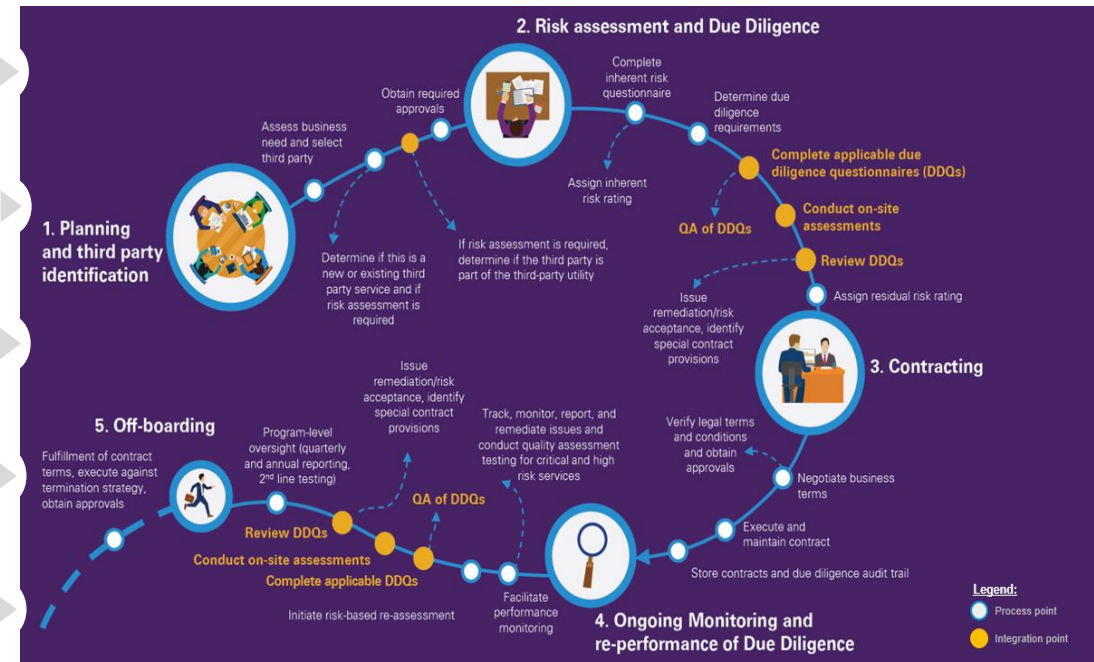 2. Risk assessment and Due Diligence
Obtain required
approvals
Complete
inherent risk
questionnaire
Determine due
diligence
requirements
Assess business
need and select
third party
Complete applicable due
diligence questionnaires (DDQs)
Assign inherent
risk rating
Conduct on-site
assessments
QA of DDQs
1. Planning
and third party
identification
Determine if this is a
new or existing third
party service and if
risk assessment is
required
If risk assessment is required,
determine if the third party is
part of the third-party utility
Review DDQs
Issue
remediation/risk
acceptance, identify
special contract
provisions
Assign residual risk rating
3. Contracting
Issue
remediation/risk
acceptance, identify
special contract
provisions
Track, monitor, report, and
remediate issues and
conduct quality assessment
testing for critical and high
risk services
Verify legal terms
and conditions
and obtain
approvals
5. Off-boarding
Fulfillment of contract
terms, execute against
termination strategy,
obtain approvals
Program-level
oversight (quarterly
and annual reporting,
2nd line testing)
Negotiate business
terms
QA of DDQs
Review DDQs
Conduct on-site assessments
Complete applicable DDQs
Execute and
maintain contract
Store contracts and due diligence audit trail
Initiate risk-based re-assessment
Facilitate
performance
monitoring
4. Ongoing Monitoring and
re-performance of Due Diligence
Legend:
Process point
Integration point